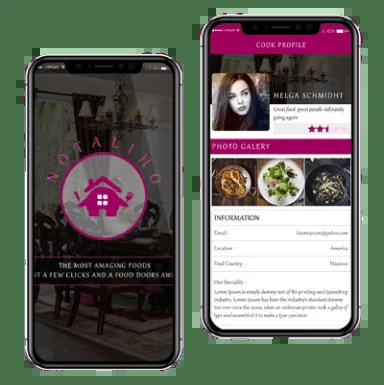 NOTALIHO
THE MOST AMAGING FOODS
ST A FEW CLICKS AND A FOOD DOORS AW
COOK PROFILE
HELGA SCHMIDHT
Great food, great people definately
going again
PHOTO GALERY
INFORMATION
Email :
loremipsum@yahoo.com
Location :
America
Food Country :
Mexican
Our Speciality :
Lorem Ipsum is simply dummy text of the printing and typesetting
industry. Lorem Ipsum has been the industry's standard dummy
text ever since the 1500s, when an unknown printer took a galley of
type and scrambled it to make a type specimen